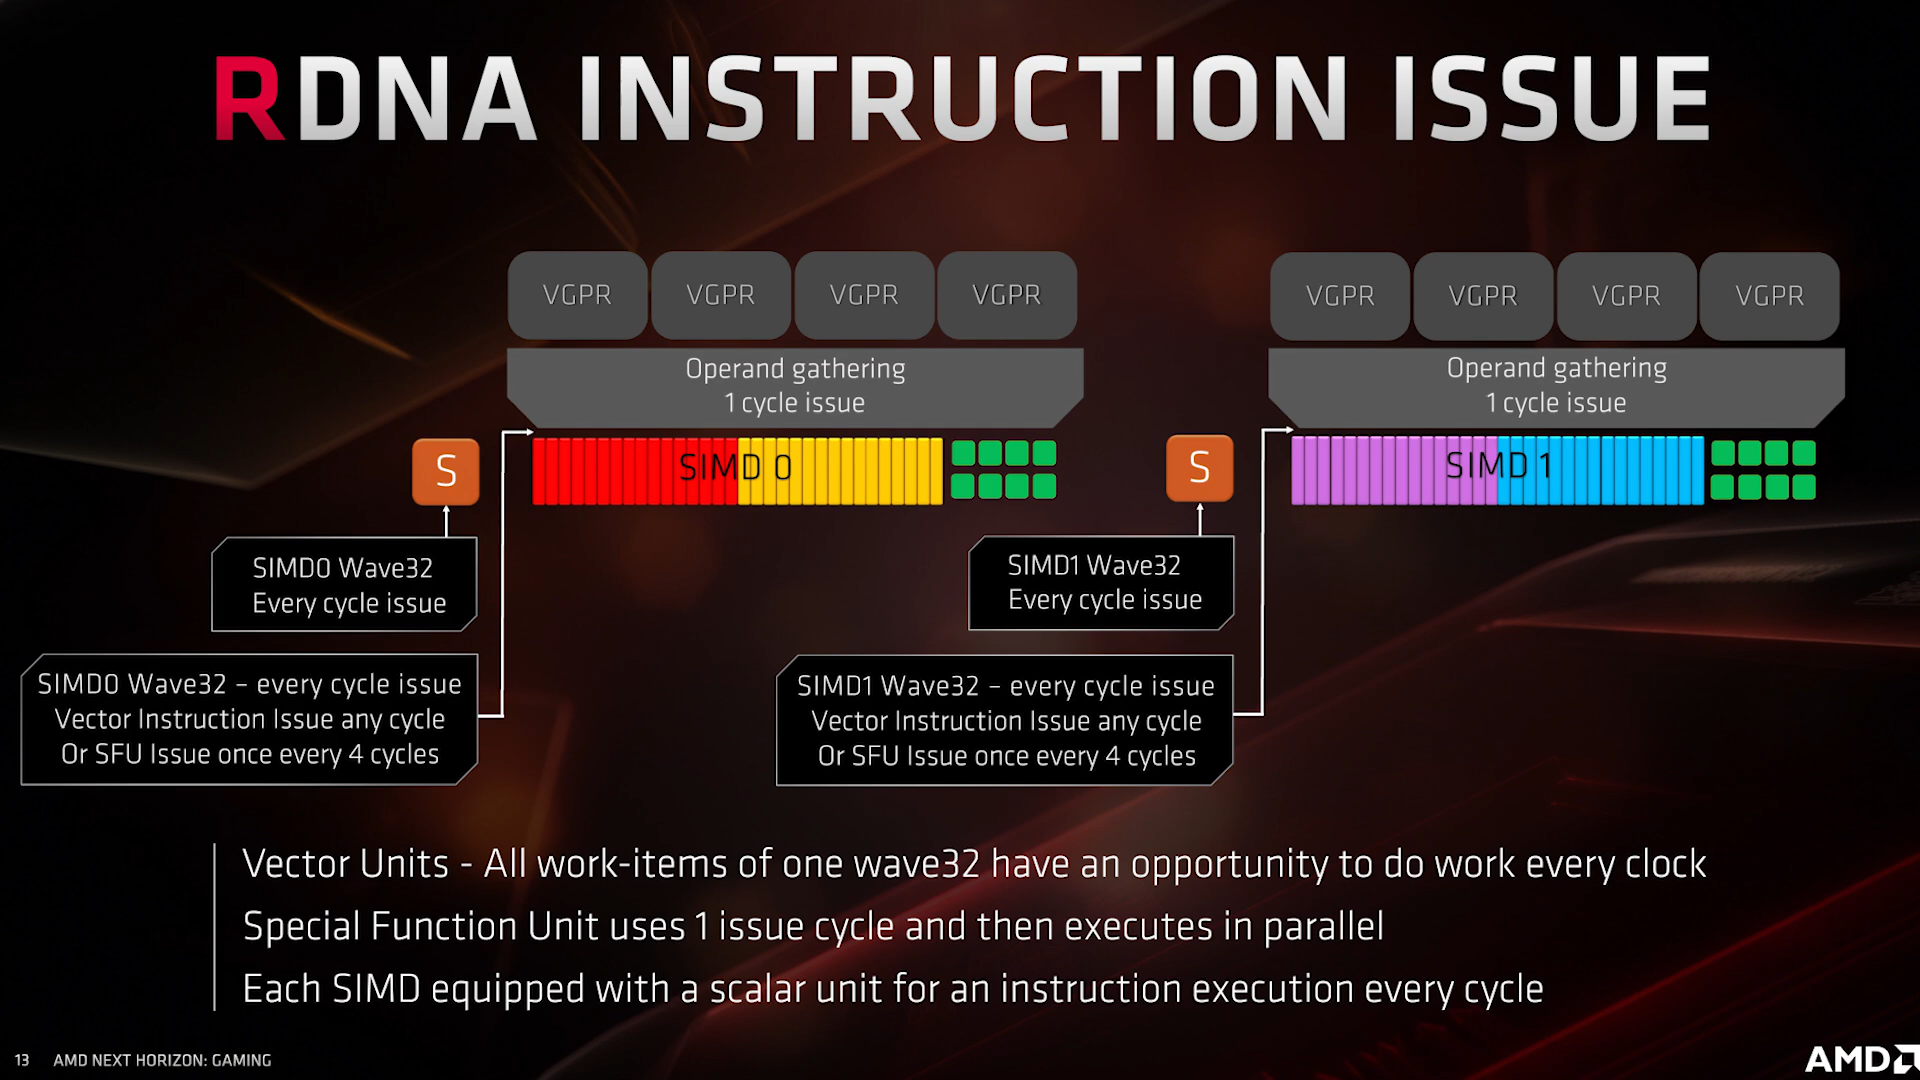 RDNA INSTRUCTION ISSUE
VGPR VGPR VGPR VGPR
Operand gathering
1 cycle issue
S
SIMD 0
SIMD0 Wave32
Every cycle issue
SIMD0 Wave32 – every cycle issue
Vector Instruction Issue any cycle
Or SFU Issue once every 4 cycles
VGPR VGPR VGPR VGPR
Operand gathering
1 cycle issue
S
SIMD 1
SIMD1 Wave32
Every cycle issue
SIMD1 Wave32 – every cycle issue
Vector Instruction Issue any cycle
Or SFU Issue once every 4 cycles
Vector Units - All work-items of one wave32 have an opportunity to do work every clock
Special Function Unit uses 1 issue cycle and then executes in parallel
Each SIMD equipped with a scalar unit for an instruction execution every cycle
13 AMD NEXT HORIZON: GAMING
AMD